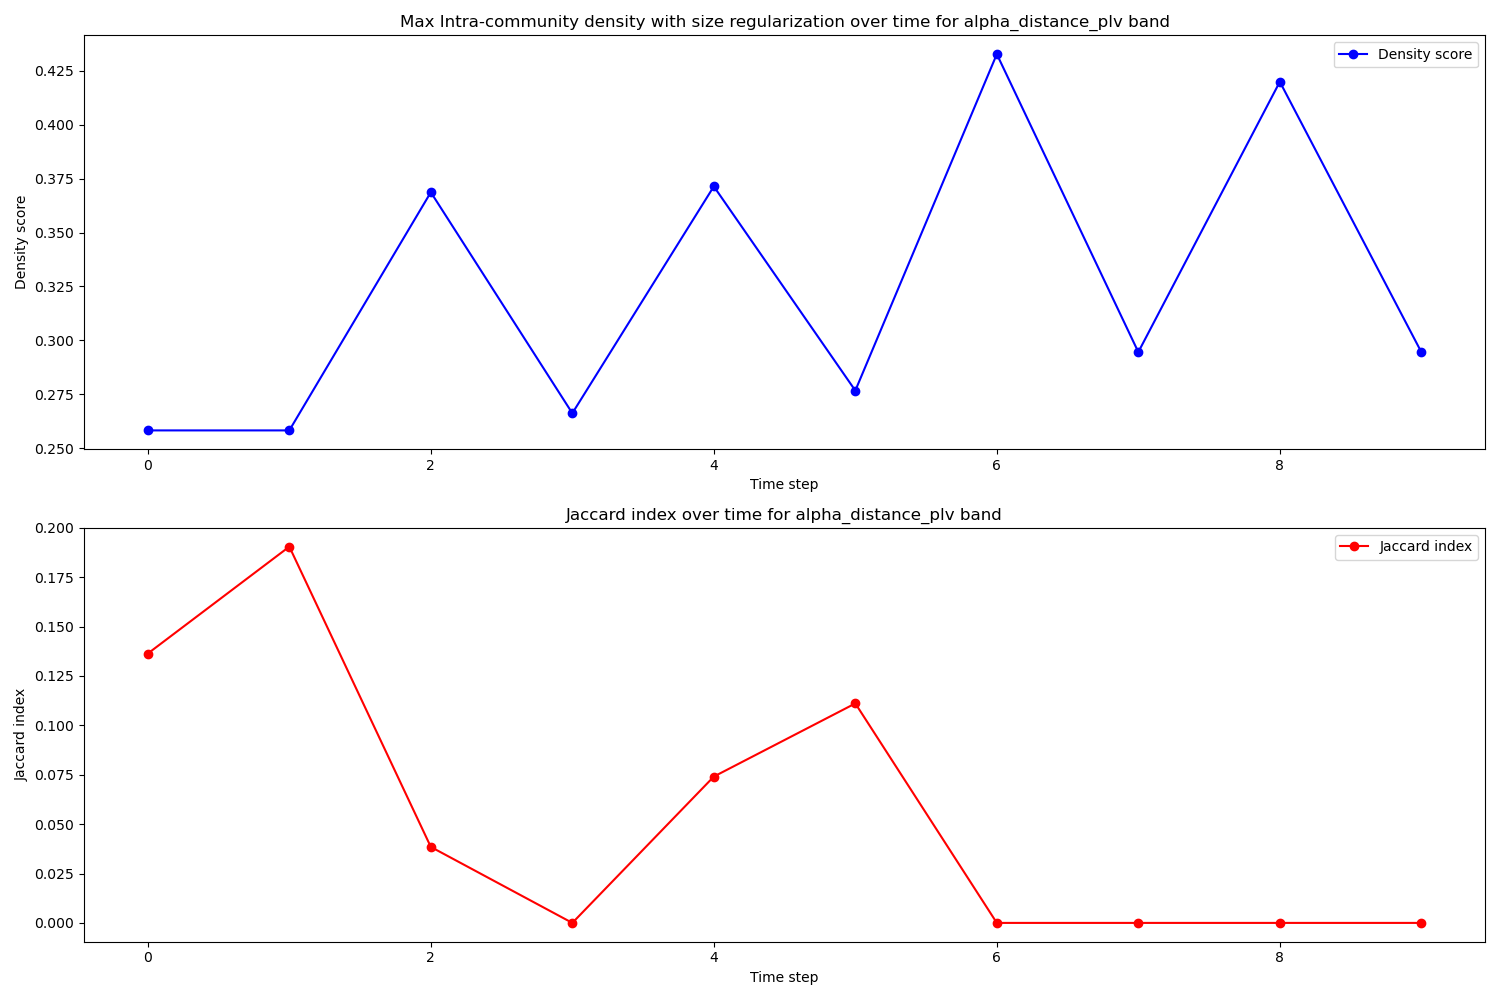 Max Intra-community density with size regularization over time for alpha_distance_plv band
Density score
0.425
0.400
0.375
0.350
0.325
0.300
0.275
0.250
Density score
0 2 4 6 8
Time step
Jaccard index over time for alpha_distance_plv band
Jaccard index
0.200
0.175
0.150
0.125
0.100
0.075
0.050
0.025
0.000
Jaccard index
0 2 4 6 8
Time step